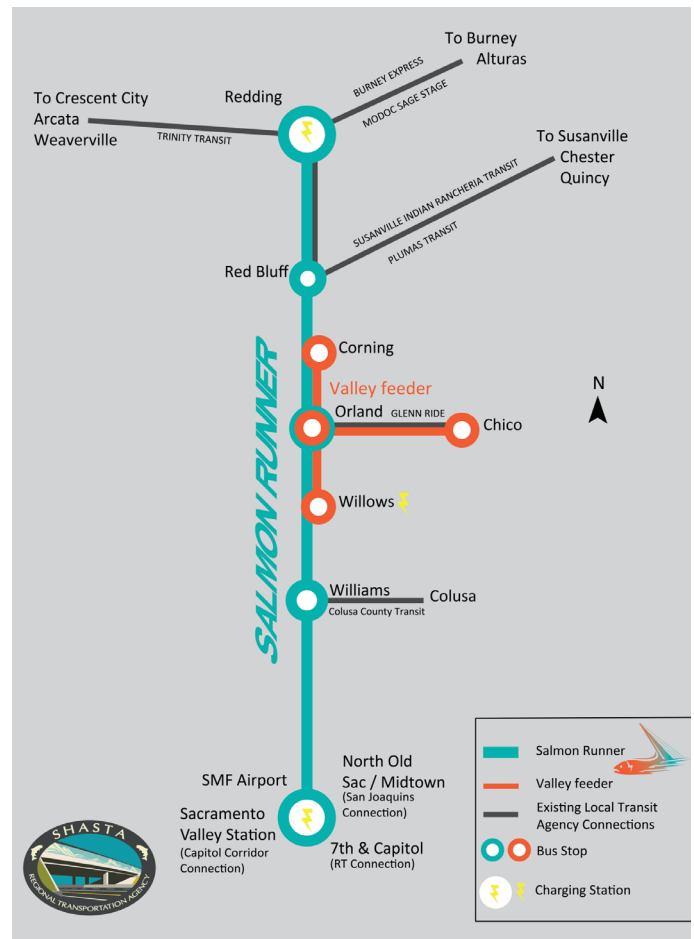 To Burney
Alturas
BURNEY EXPRESS
MODOC SAGE STAGE
Redding
To Crescent City
Arcata
Weaverville
TRINITY TRANSIT
To Susanville
Chester
Quincy
SUSANVILLE INDIAN RANCHERIA TRANSIT
PLUMAS TRANSIT
Red Bluff
Corning
Valley feeder
Orland
GLENN RIDE
Chico
N
SALMON RUNNER
Willows
Williams
Colusa County Transit
Colusa
SMF Airport
North Old
Sac / Midtown
(San Joaquins
Connection)
Sacramento
Valley Station
(Capitol Corridor
Connection)
7th & Capitol
(RT Connection)
Salmon Runner
Valley feeder
Existing Local Transit
Agency Connections
Bus Stop
Charging Station
SHASTA
REGIONAL TRANSPORTATION AGENCY